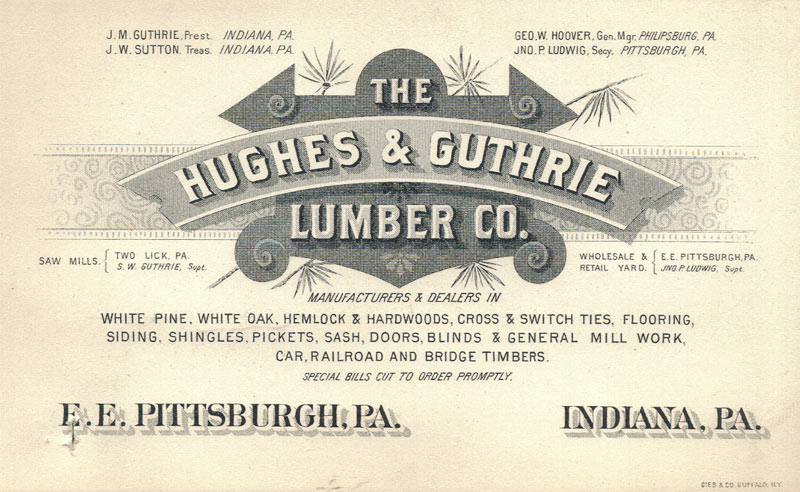 J.M. GUTHRIE, Prest. INDIANA, PA.
J.W. SUTTON, Treas. INDIANA, PA.
GEO. W. HOOVER, Gen. Mgr. PHILIPSBURG, PA.
JNO. P. LUDWIG, Secy. PITTSBURGH, PA.
THE
HUGHES & GUTHRIE
LUMBER CO.
SAW MILLS. { TWO LICK, PA.
S.W. GUTHRIE, Supt.
WHOLESALE & RETAIL YARD. { E.E. PITTSBURGH, PA.
JNO. P. LUDWIG, Supt.
MANUFACTURERS & DEALERS IN
WHITE PINE, WHITE OAK, HEMLOCK & HARDWOODS, CROSS & SWITCH TIES, FLOORING,
SIDING, SHINGLES, PICKETS, SASH, DOORS, BLINDS & GENERAL MILL WORK,
CAR, RAILROAD AND BRIDGE TIMBERS.
SPECIAL BILLS CUT TO ORDER PROMPTLY.
E.E. PITTSBURGH, PA.
INDIANA, PA.
GIES & CO. BUFFALO, N.Y.